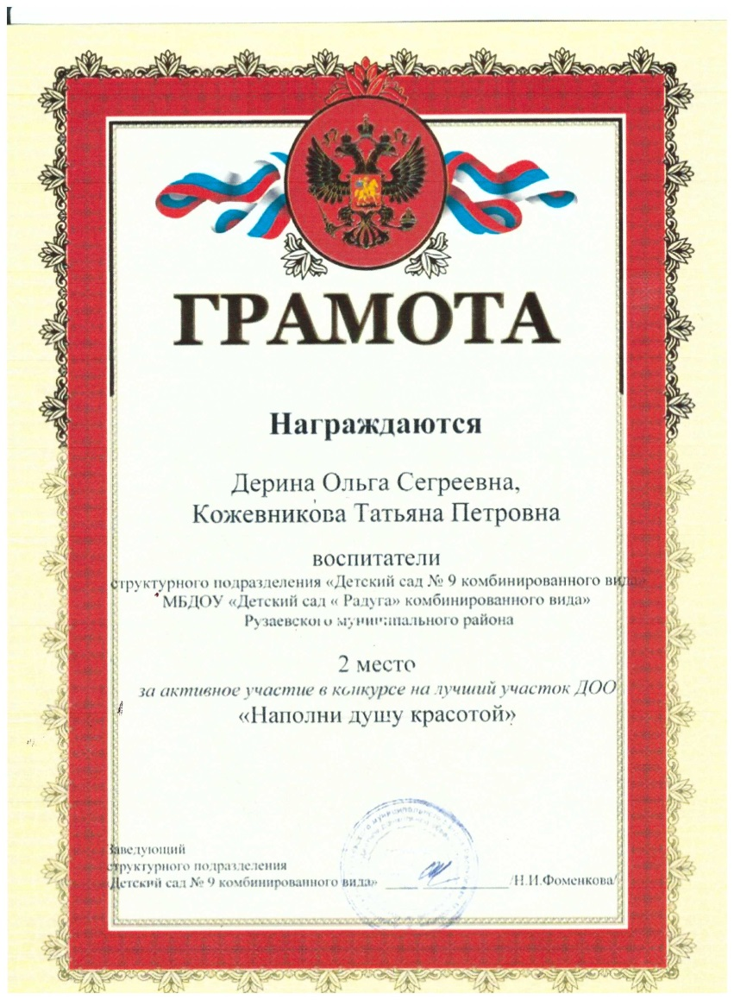 ГРАМОТА
Награждаются
Дерина Ольга Сегреевна,
Кожевникова Татьяна Петровна
воспитатели
структурного подразделения «Детский сад № 9 комбинированного вида»
МБДОУ «Детский сад « Радуга» комбинированного вида»
Рузаевского муниципального района
2 место
за активное участие в конкурсе на лучший участок ДОО
«Наполни душу красотой»
Заведующий
структурного подразделения
«Детский сад № 9 комбинированного вида» /Н.И.Фоменкова/